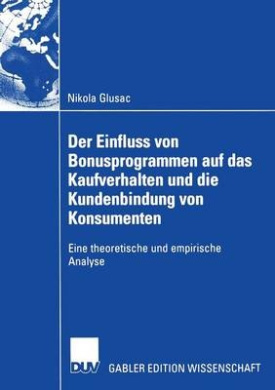 Nikola Glusac
Der Einfluss von
Bonusprogrammen auf das
Kaufverhalten und die
Kundenbindung von
Konsumenten
Eine theoretische und empirische
Analyse
DUV
GABLER EDITION WISSENSCHAFT